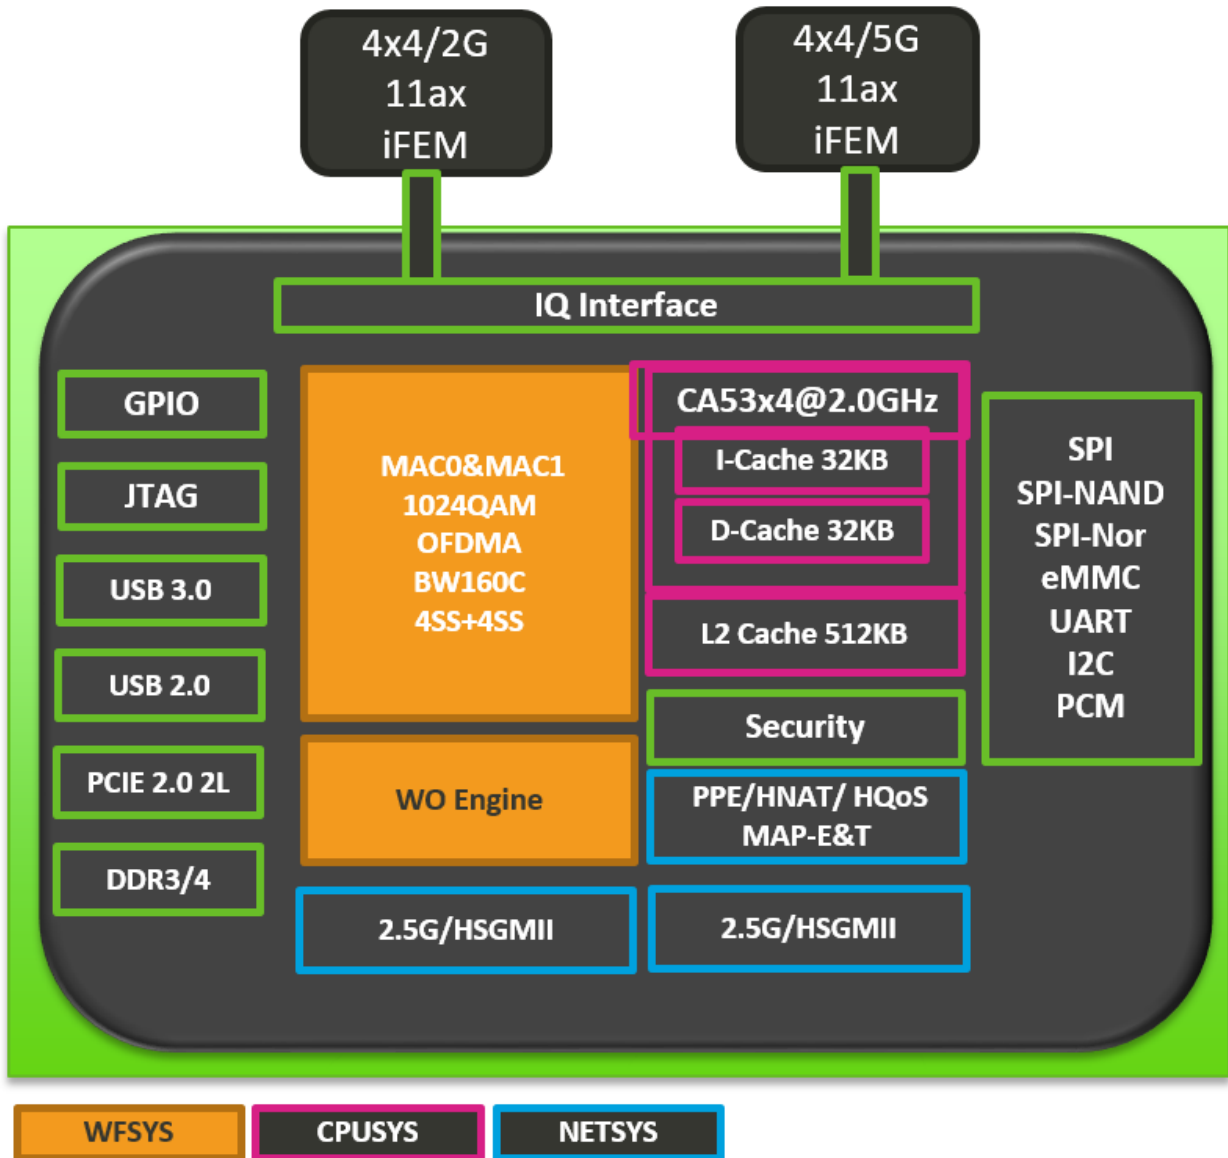 4x4/2G
11ax
iFEM
4x4/5G
11ax
iFEM
IQ Interface
GPIO
JTAG
USB 3.0
USB 2.0
PCIE 2.0 2L
DDR3/4
MAC0&MAC1
1024QAM
OFDMA
BW160C
4SS+4SS
WO Engine
2.5G/HSGMII
CA53x4@2.0GHz
I-Cache 32KB
D-Cache 32KB
L2 Cache 512KB
Security
PPE/HNAT/ HQoS
MAP-E&T
2.5G/HSGMII
SPI
SPI-NAND
SPI-Nor
eMMC
UART
I2C
PCM
WFSYS
CPUSYS
NETSYS